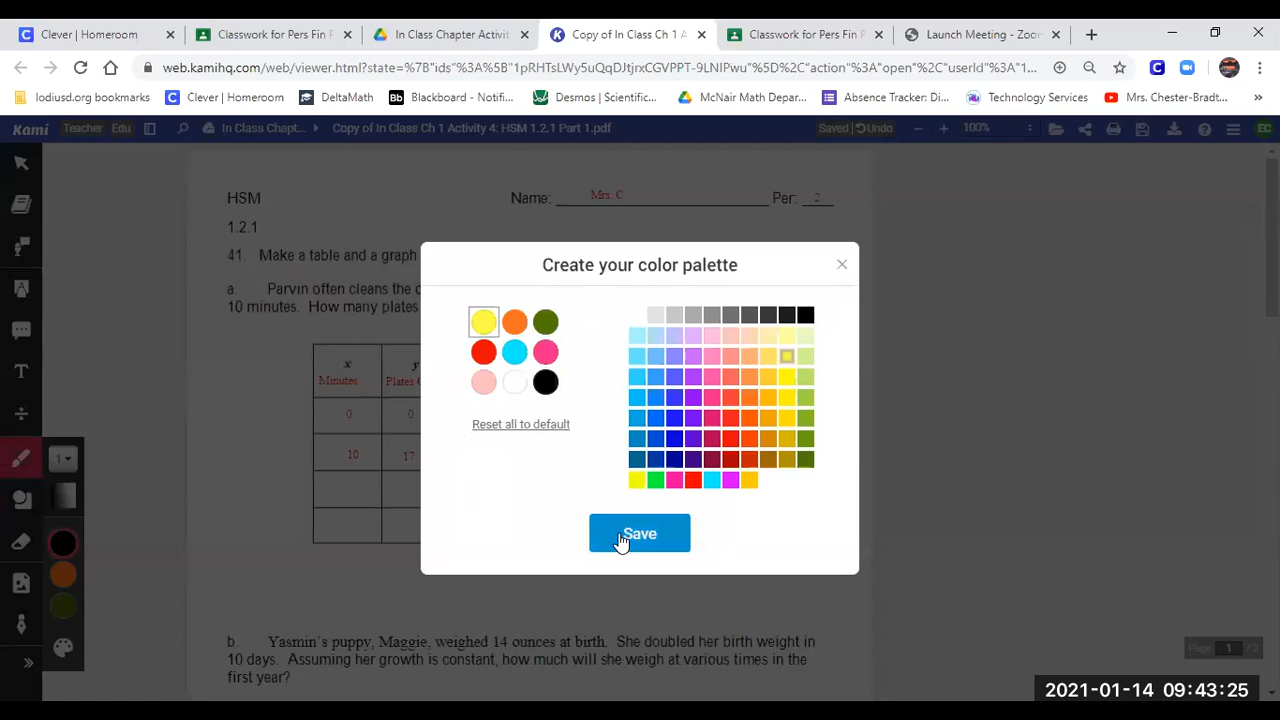 Clever | Homeroom
Classwork for Pers Fin P
In Class Chapter Activit
Copy of In Class Ch 1 A
Classwork for Pers Fin P
Launch Meeting - Zoom
web.kamihq.com/web/viewer.html?state=%7B"ids"%3A%5B"1pRHTsLWy5uQqDJtjrxCGVPPT-9LNIPwu"%5D%2C"action"%3A"open"%2C"userId"%3A"1...
lodiusd.org bookmarks
Clever | Homeroom
DeltaMath
Bb
Blackboard - Notifi...
Desmos | Scientific...
McNair Math Depar...
Absence Tracker: Di...
Technology Services
Mrs. Chester-Bradt...
»
Kami
Teacher
Edu
In Class Chapt...
Copy of In Class Ch 1 Activity 4: HSM 1.2.1 Part 1.pdf
Saved
Undo
100%
EC
HSM
Name: Mrs. C Per: 2
1.2.1
41. Make a table and a graph
a. Parvin often cleans the c
10 minutes. How many plates
x
Minutes
Plates
0 0
10 17
Create your color palette
Reset all to default
Save
1
b Yasmin's puppy, Maggie, weighed 14 ounces at birth. She doubled her birth weight in
10 days. Assuming her growth is constant, how much will she weigh at various times in the
first year?
Page 1 / 2
2021-01-14 09:43:25